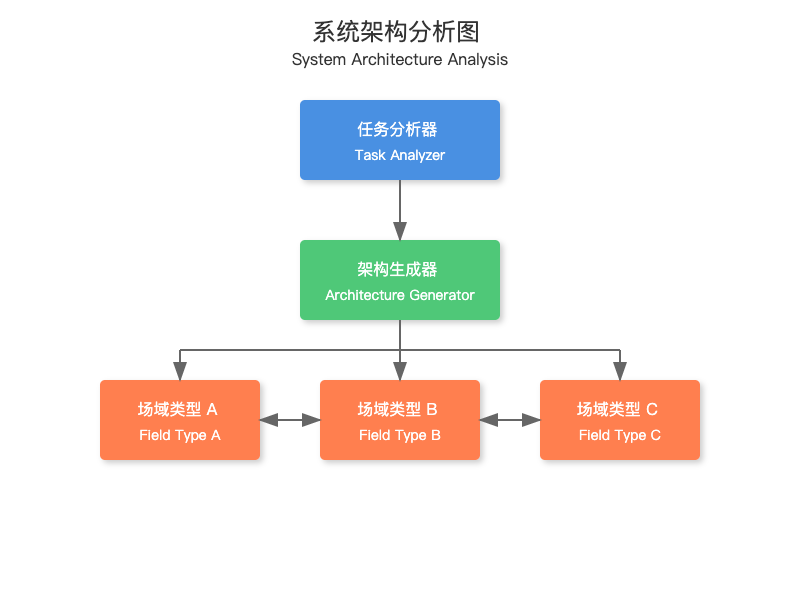 系统架构分析图
System Architecture Analysis
任务分析器
Task Analyzer
架构生成器
Architecture Generator
场域类型 A
Field Type A
场域类型 B
Field Type B
场域类型 C
Field Type C